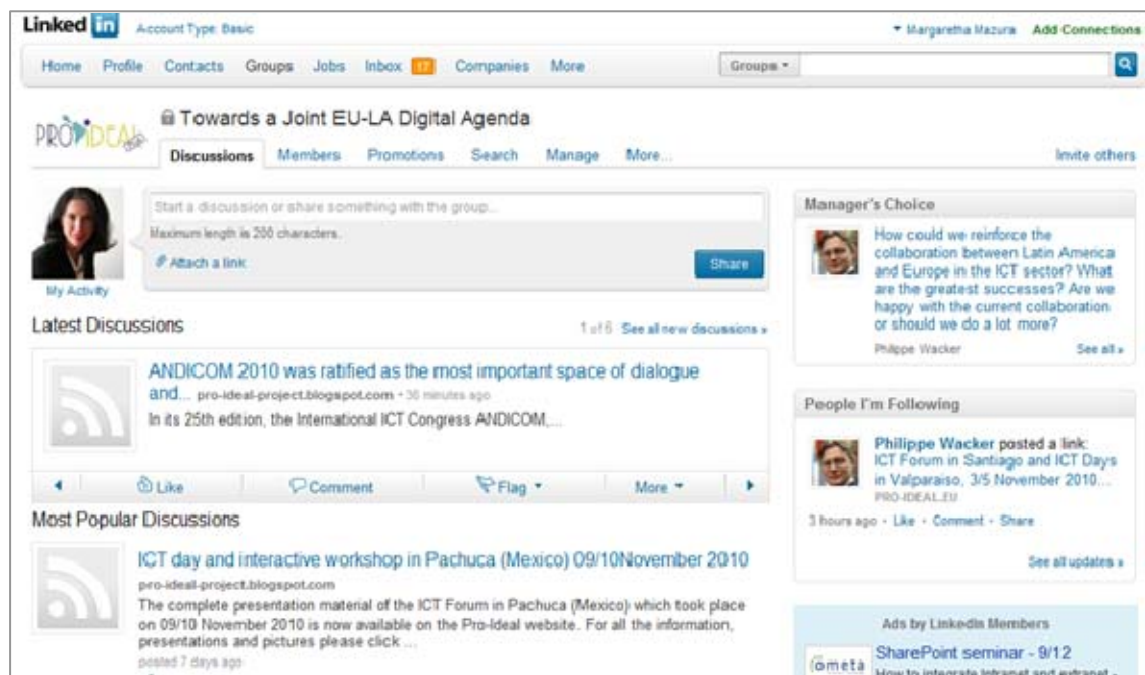 Linked in Account Type: Basic Margaretha Mazura Add Connections
Home Profile Contacts Groups Jobs Inbox 17 Companies More Groups
PRO IDEAL
Towards a Joint EU-LA Digital Agenda
Discussions Members Promotions Search Manage More... Invite others
Start a discussion or share something with the group...
Maximum length is 200 characters.
Attach a link
Share
My Activity
Latest Discussions 1 of 6 See all new discussions »
ANDICOM 2010 was ratified as the most important space of dialogue
and... pro-ideal-project.blogspot.com • 36 minutes ago
In its 25th edition, the International ICT Congress ANDICOM,...
Like Comment Flag More
Most Popular Discussions
ICT day and interactive workshop in Pachuca (Mexico) 09/10November 2010
pro-ideal-project.blogspot.com
The complete presentation material of the ICT Forum in Pachuca (Mexico) which took place
on 09/10 November 2010 is now available on the Pro-Ideal website. For all the information,
presentations and pictures please click ...
posted 7 days ago
Manager's Choice
How could we reinforce the
collaboration between Latin America
and Europe in the ICT sector? What
are the greatest successes? Are we
happy with the current collaboration
or should we do a lot more?
Philippe Wacker See all »
People I'm Following
Philippe Wacker posted a link:
ICT Forum in Santiago and ICT Days
in Valparaiso, 3/5 November 2010...
PRO-IDEAL.EU
3 hours ago • Like • Comment • Share
See all updates »
Ads by LinkedIn Members
ometa
SharePoint seminar - 9/12
How to integrate Intranet and extranet -